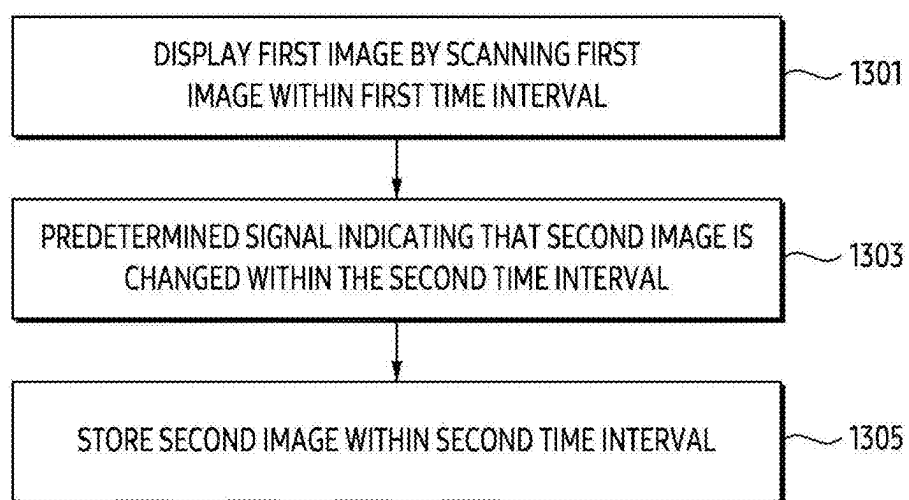 DISPLAY FIRST IMAGE BY SCANNING FIRST
IMAGE WITHIN FIRST TIME INTERVAL
1301
PREDETERMINED SIGNAL INDICATING THAT SECOND IMAGE IS
CHANGED WITHIN THE SECOND TIME INTERVAL
1303
STORE SECOND IMAGE WITHIN SECOND TIME INTERVAL
1305